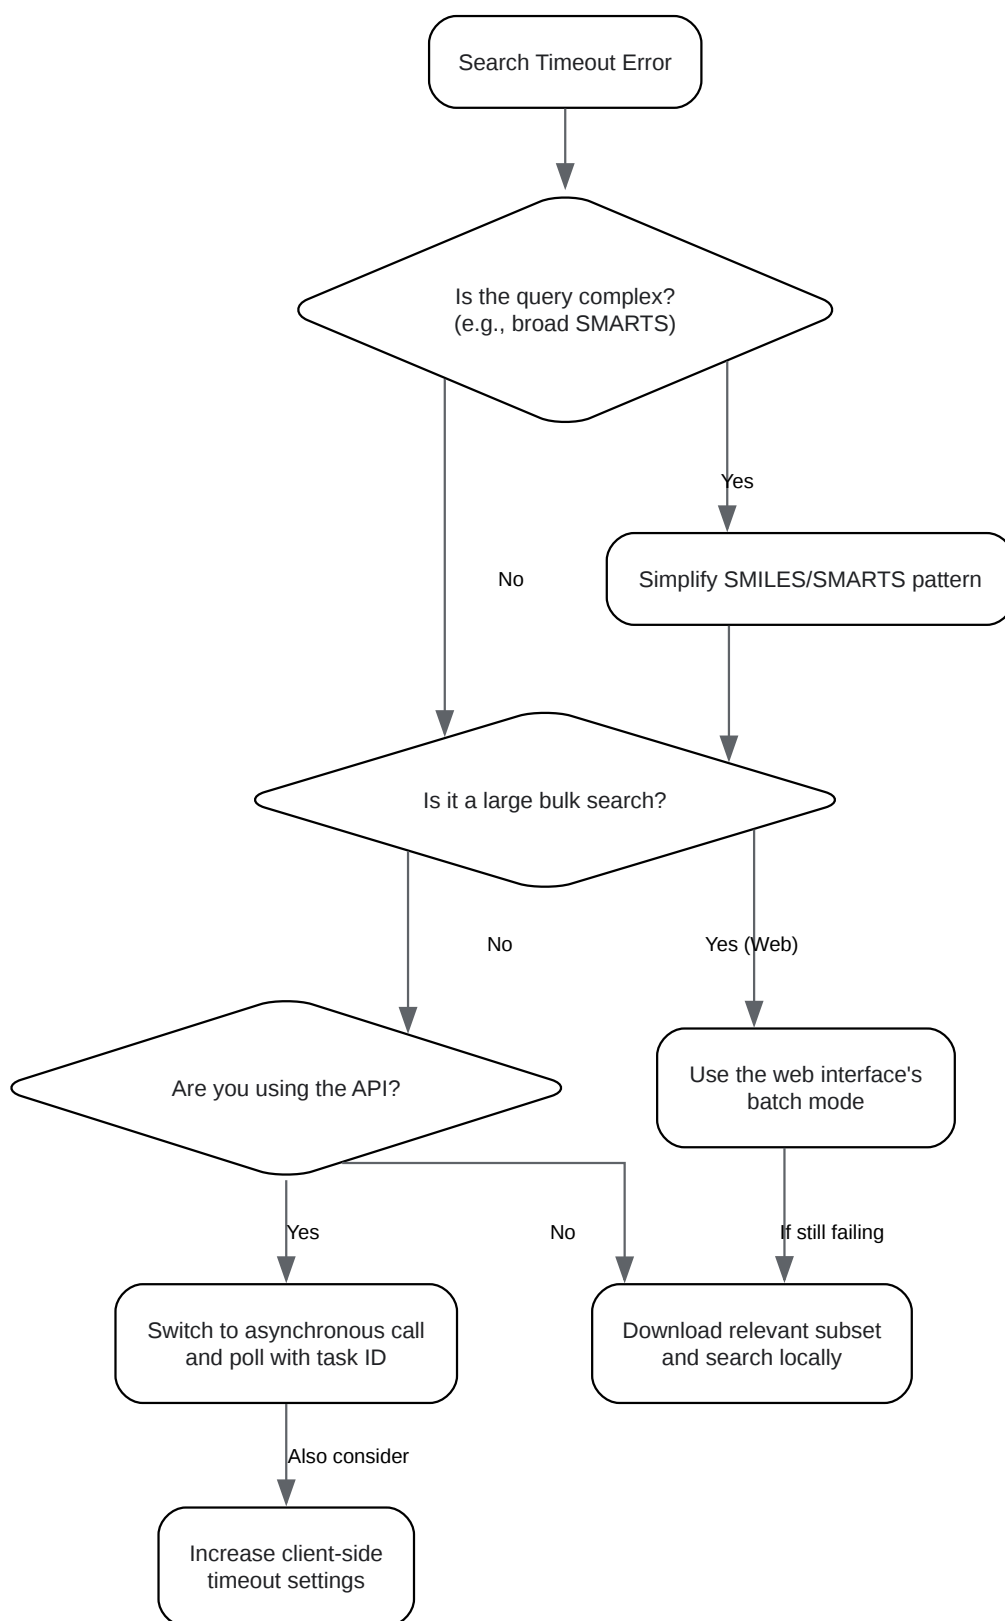 Search Timeout Error
Is the query complex?
(e.g., broad SMARTS)
Yes
No
Simplify SMILES/SMARTS pattern
Is it a large bulk search?
No
Yes (Web)
Are you using the API?
Use the web interface's
batch mode
Yes
No
If still failing
Switch to asynchronous call
and poll with task ID
Download relevant subset
and search locally
Also consider
Increase client-side
timeout settings